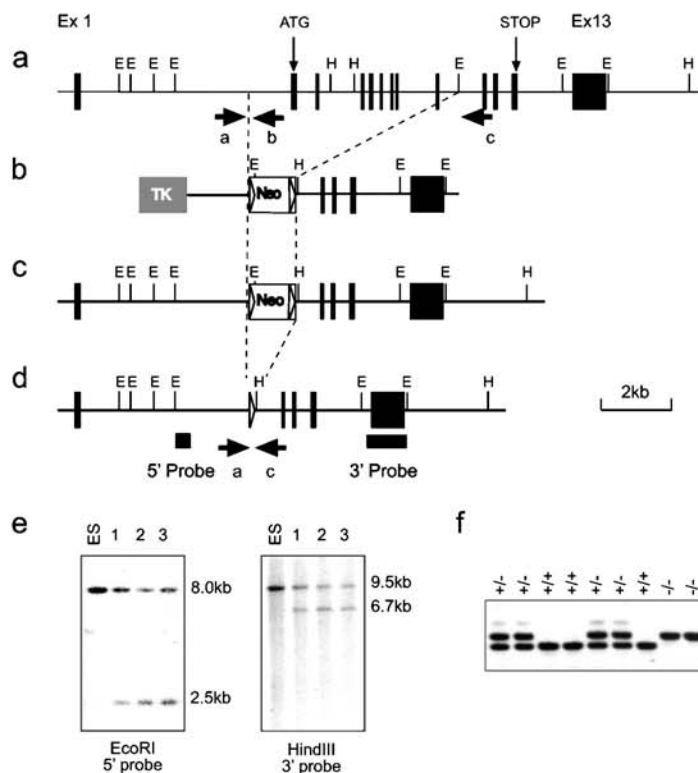 Ex 1 ATG STOP Ex13
a E E E E H H E E E H
a b c
b E H E E
TK Neo
c E E E E E H E E H
Neo
d E E E E H E E H
2kb
5' Probe a c 3' Probe
e ES 1 2 3 ES 1 2 3
8.0kb 9.5kb
6.7kb
2.5kb
EcoRI HindIII
5' probe 3' probe
f +/- +/- +/+ +/+ +/- +/- +/+ -/- -/-